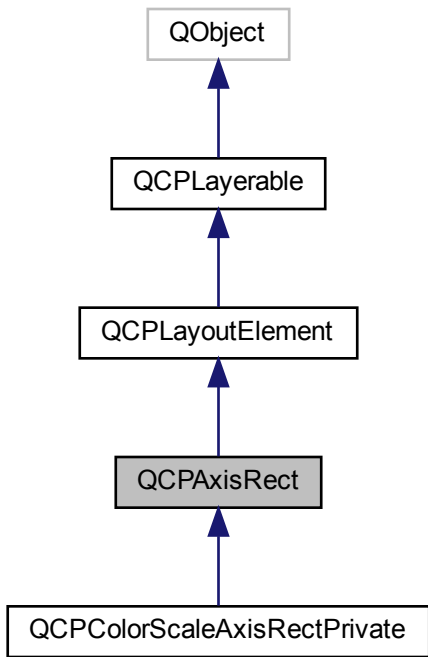 QObject
QCPLayerable
QCPLayoutElement
QCPAxisRect
QCPColorScaleAxisRectPrivate